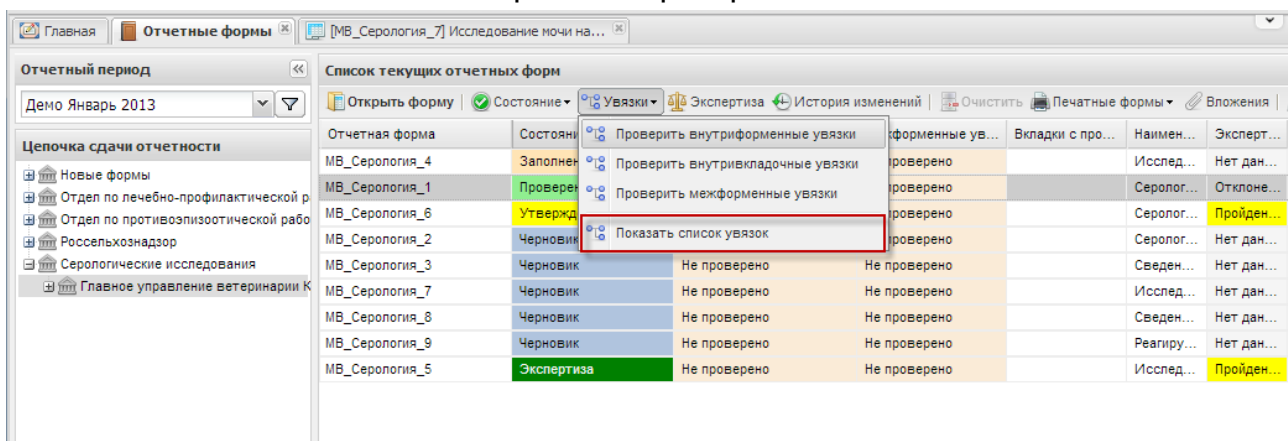 Главная Отчетные формы [МВ_Серология_7] Исследование мочи на...
Отчетный период
Демо Январь 2013
Цепочка сдачи отчетности
Новые формы
Отдел по лечебно-профилактической р
Отдел по противоэпизоотической рабо
Россельхознадзор
Серологические исследования
Главное управление ветеринарии К
Список текущих отчетных форм
Открыть форму Состояние Увязки Экспертиза История изменений Очистить Печатные формы Вложения
Проверить внутриформенные увязки
Проверить внутривкладочные увязки
Проверить межформенные увязки
Показать список увязок
Отчетная форма Состояни кформенные ув... Вкладки с про... Наимен... Эксперт...
МВ_Серология_4 Заполнен проверено Исслед... Нет дан...
МВ_Серология_1 Проверен проверено Серолог... Отклоне...
МВ_Серология_6 Утвержд проверено Серолог... Пройден...
МВ_Серология_2 Черновик проверено Серолог... Нет дан...
МВ_Серология_3 Черновик Не проверено Не проверено Сведен... Нет дан...
МВ_Серология_7 Черновик Не проверено Не проверено Исслед... Нет дан...
МВ_Серология_8 Черновик Не проверено Не проверено Сведен... Нет дан...
МВ_Серология_9 Черновик Не проверено Не проверено Реагиру... Нет дан...
МВ_Серология_5 Экспертиза Не проверено Не проверено Исслед... Пройден...